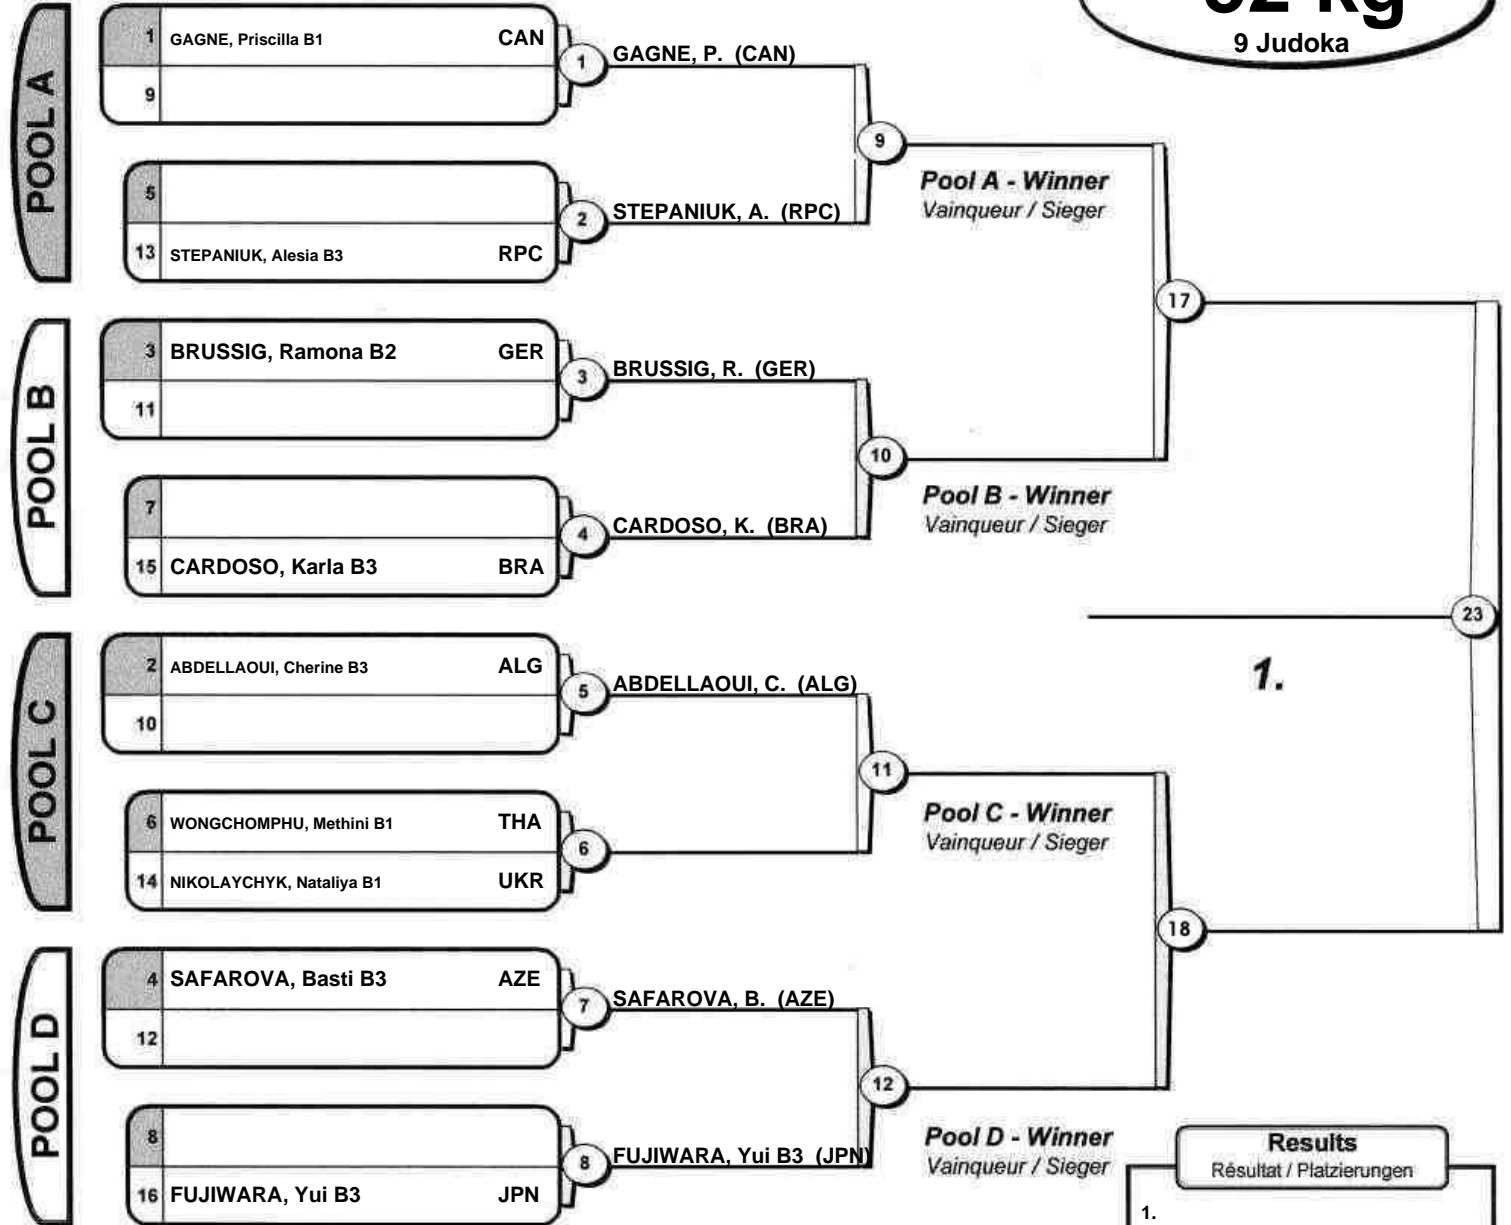 52 kg
9 Judoka
POOL A
1 GAGNE, Priscilla B1 CAN
9
1
GAGNE, P. (CAN)
5
13 STEPANIUK, Alesia B3 RPC
2
STEPANIUK, A. (RPC)
9
Pool A - Winner
Vainqueur / Sieger
POOL B
3 BRUSSIG, Ramona B2 GER
11
3
BRUSSIG, R. (GER)
7
15 CARDOSO, Karla B3 BRA
4
CARDOSO, K. (BRA)
10
Pool B - Winner
Vainqueur / Sieger
17
POOL C
2 ABDELLAOUI, Cherine B3 ALG
10
5
ABDELLAOUI, C. (ALG)
6 WONGCHOMPHU, Methini B1 THA
14 NIKOLAYCHYK, Nataliya B1 UKR
6
11
Pool C - Winner
Vainqueur / Sieger
POOL D
4 SAFAROVA, Basti B3 AZE
12
7
SAFAROVA, B. (AZE)
8
16 FUJIWARA, Yui B3 JPN
8
FUJIWARA, Yui B3 (JPN)
12
Pool D - Winner
Vainqueur / Sieger
18
23
1.
Results
Résultat / Platzierungen
1.